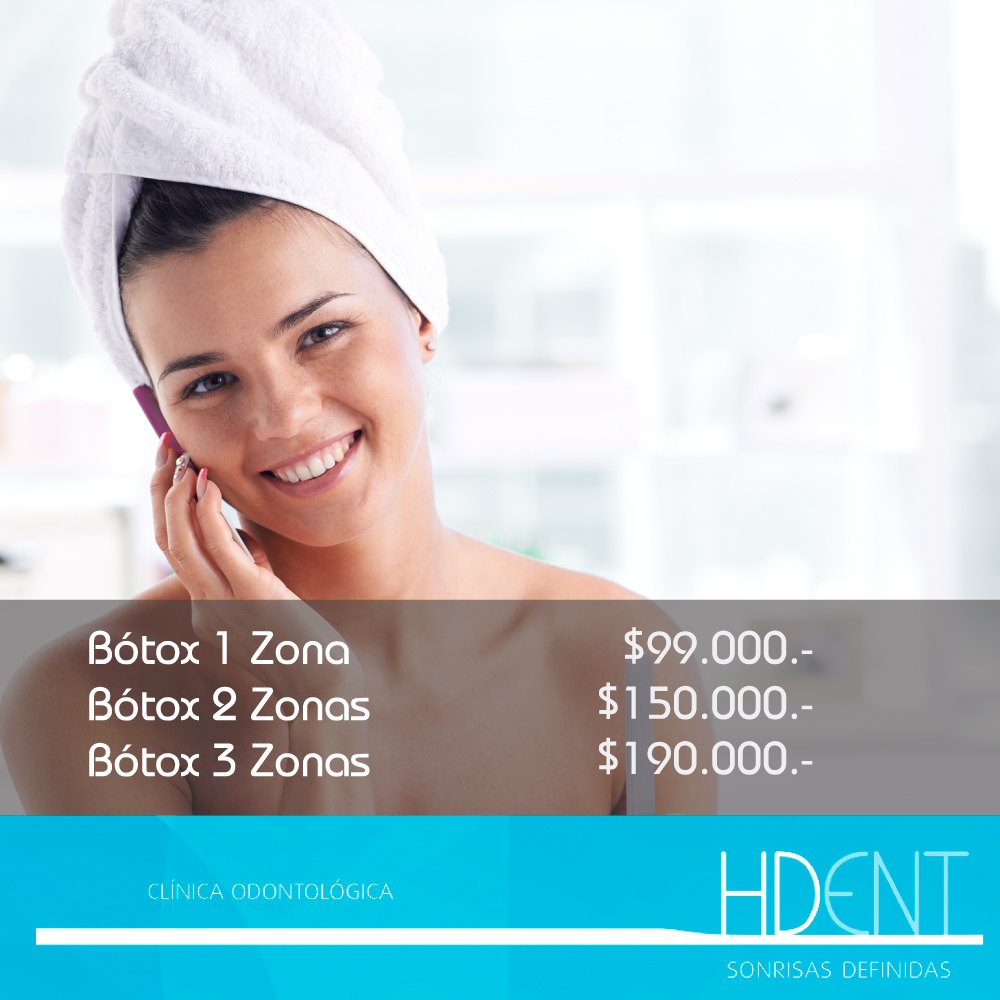 Bótox 1 Zona $99.000.-
Bótox 2 Zonas $150.000.-
Bótox 3 Zonas $190.000.-
CLÍNICA ODONTOLÓGICA
HDENT
SONRISAS DEFINIDAS